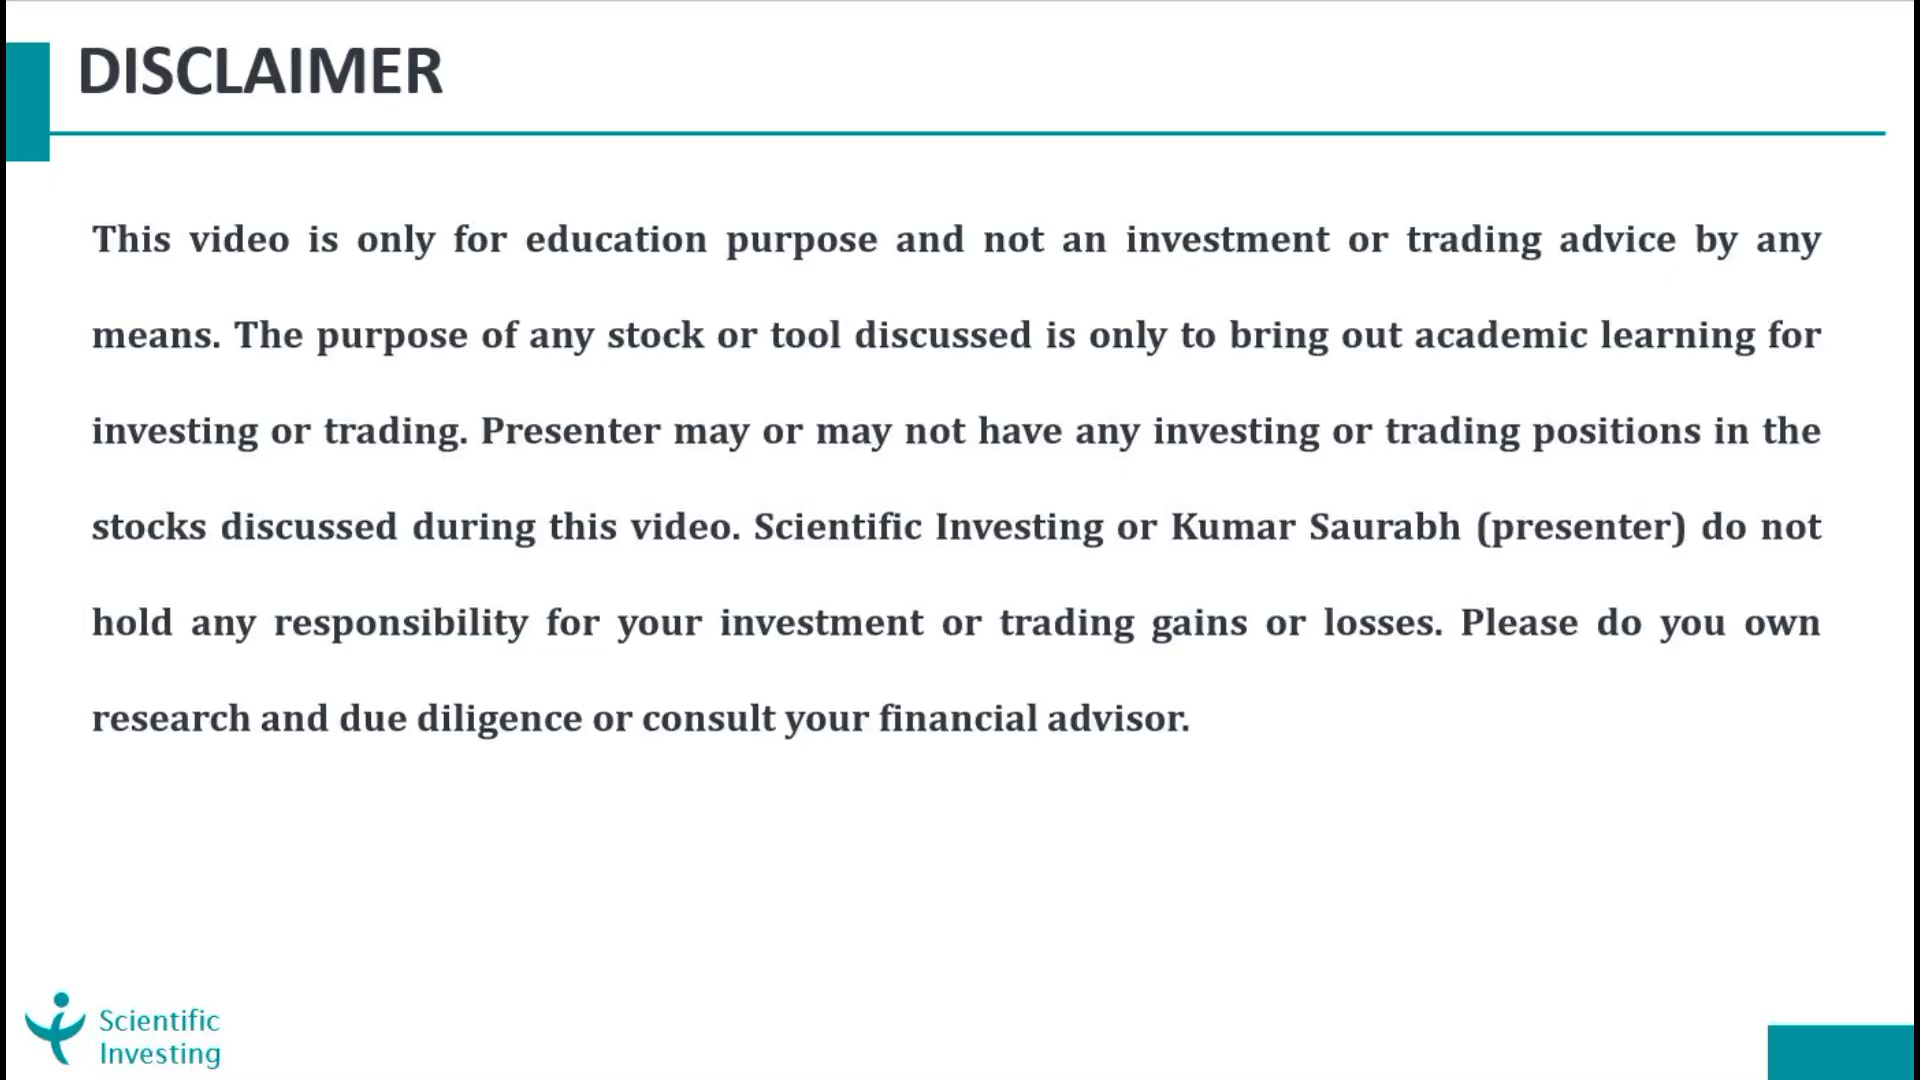 DISCLAIMER
This video is only for education purpose and not an investment or trading advice by any
means. The purpose of any stock or tool discussed is only to bring out academic learning for
investing or trading. Presenter may or may not have any investing or trading positions in the
stocks discussed during this video. Scientific Investing or Kumar Saurabh (presenter) do not
hold any responsibility for your investment or trading gains or losses. Please do you own
research and due diligence or consult your financial advisor.
Scientific
Investing